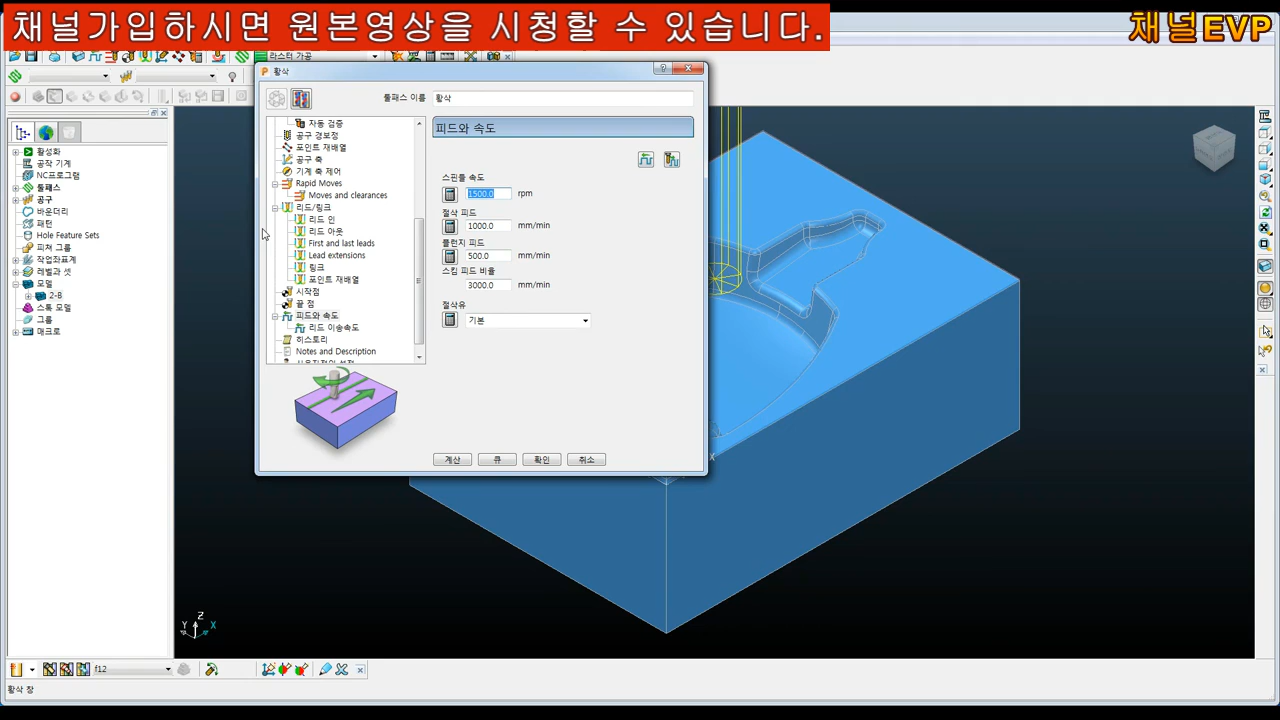 채널가입하시면 원본영상을 시청할 수 있습니다.
채널EVP
라스터 가공
황삭
툴패스 이름 황삭
자동 검증
공구 경보정
포인트 재배열
공구 축
기계 축 제어
Rapid Moves
Moves and clearances
리드/링크
리드 인
리드 아웃
First and last leads
Lead extensions
링크
포인트 재배열
시작점
끝 점
피드와 속도
리드 이송속도
히스토리
Notes and Description
피드와 속도
스핀들 속도
1500.0 rpm
절삭 피드
1000.0 mm/min
플런지 피드
500.0 mm/min
스킴 피드 비율
3000.0 mm/min
절삭유
기본
계산
큐
확인
취소
활성화
공작 기계
NC프로그램
툴패스
공구
바운더리
패턴
Hole Feature Sets
피쳐 그룹
작업좌표계
레벨과 셋
모델
2-B
스톡 모델
그룹
매크로
X
Z
Y
X
f12
황삭 창